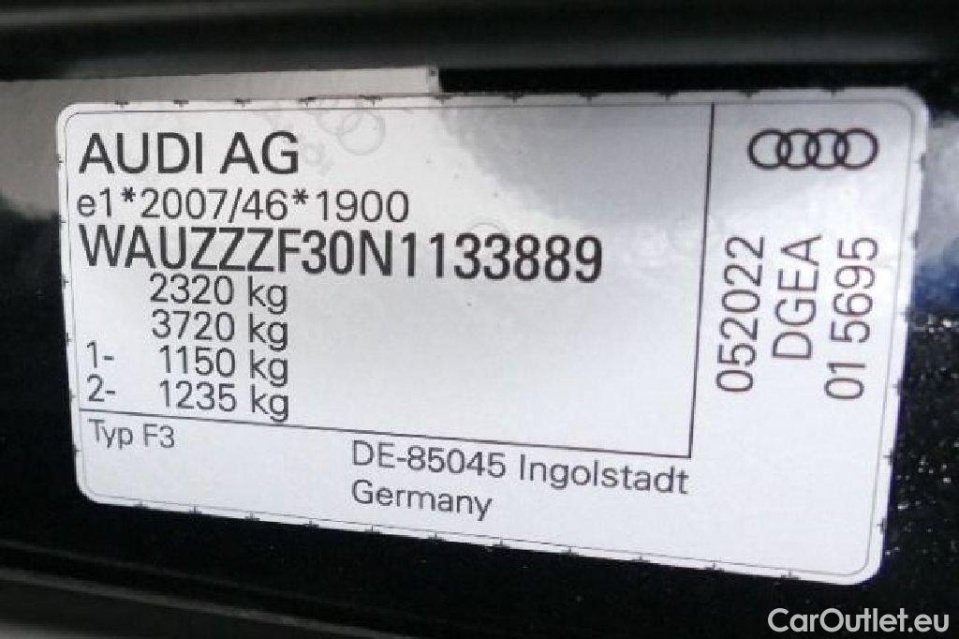 AUDI AG
e1*2007/46*1900
WAUZZZF30N1133889
2320 kg
3720 kg
1- 1150 kg
2- 1235 kg
Typ F3
DE-85045 Ingolstadt
Germany
052022
DGEA
01 5695
CarOutlet.eu